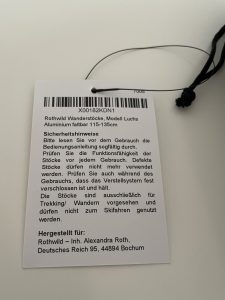 X001B2KDN1
Rothwild Wanderstöcke, Modell Luchs
Aluminium faltbar 115-135cm
Sicherheitshinweise
Bitte lesen Sie vor dem Gebrauch die
Bedienungsanleitung sogfältig durch.
Prüfen Sie die Funktionsfähigkeit der
Stöcke vor jedem Gebrauch. Defekte
Stöcke dürfen nicht mehr verwendet
werden. Prüfen Sie auch während des
Gebrauchs, dass das Verstellsystem fest
verschlossen ist und hält.
Die Stöcke sind ausschließlich für
Trekking/ Wandern vorgesehen und
dürfen nicht zum Skifahren genutzt
werden.
Hergestellt für:
Rothwild – Inh. Alexandra Roth,
Deutsches Reich 95, 44894 Bochum